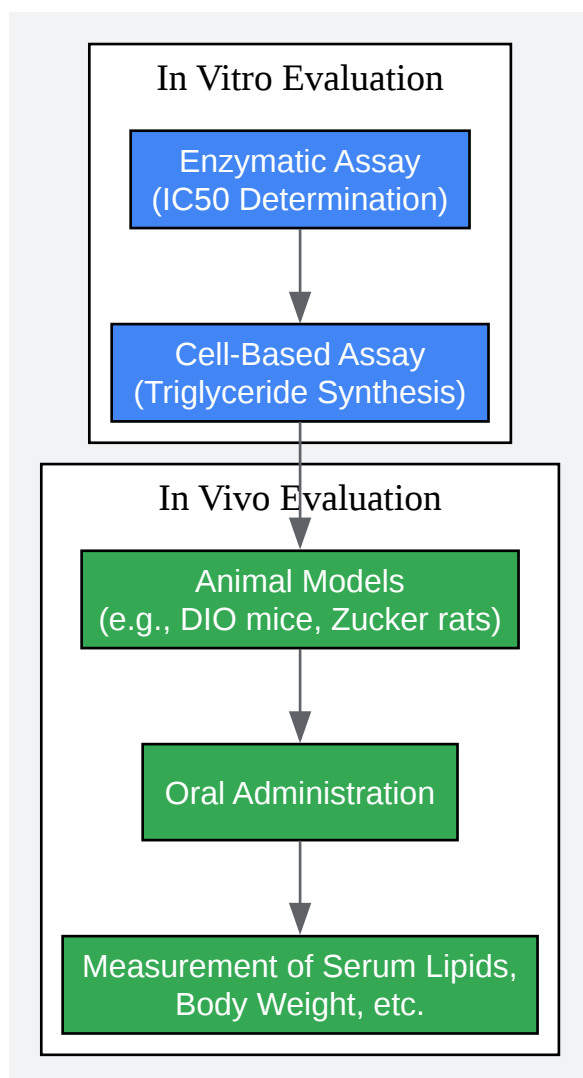 In Vitro Evaluation
Enzymatic Assay
(IC50 Determination)
Cell-Based Assay
(Triglyceride Synthesis)
In Vivo Evaluation
Animal Models
(e.g., DIO mice, Zucker rats)
Oral Administration
Measurement of Serum Lipids,
Body Weight, etc.